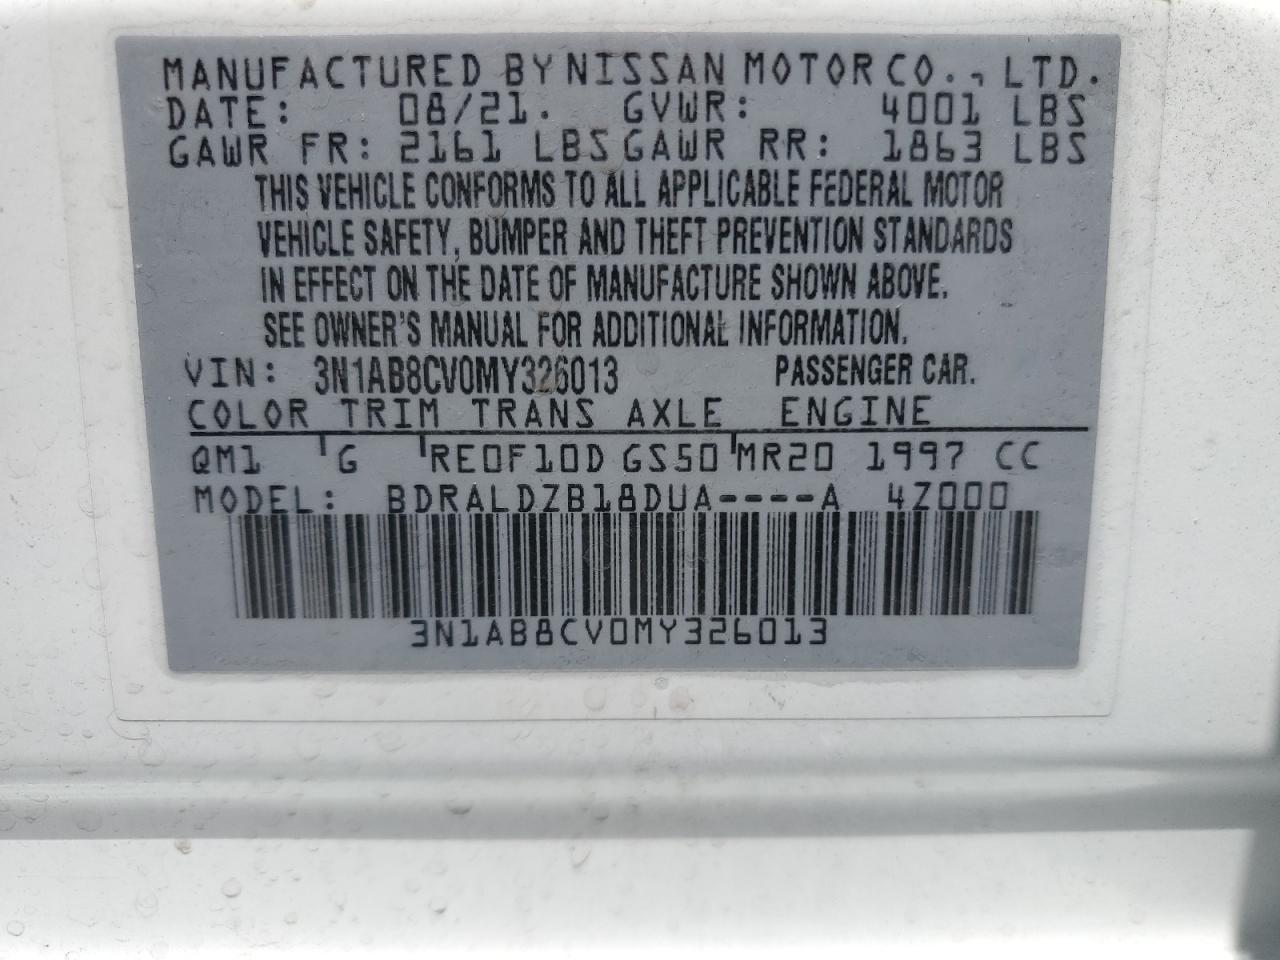 MANUFACTURED BY NISSAN MOTOR CO., LTD.
DATE: 08/21. GVWR: 4001 LBS
GAWR FR: 2161 LBS GAWR RR: 1863 LBS
THIS VEHICLE CONFORMS TO ALL APPLICABLE FEDERAL MOTOR
VEHICLE SAFETY, BUMPER AND THEFT PREVENTION STANDARDS
IN EFFECT ON THE DATE OF MANUFACTURE SHOWN ABOVE.
SEE OWNER'S MANUAL FOR ADDITIONAL INFORMATION.
VIN: 3N1AB8CV0MY326013 PASSENGER CAR.
COLOR TRIM TRANS AXLE ENGINE
QM1 G RE0F10D GS50 MR20 1997 CC
MODEL: BDRALDZB18DUA----A 4Z000
3N1AB8CV0MY326013